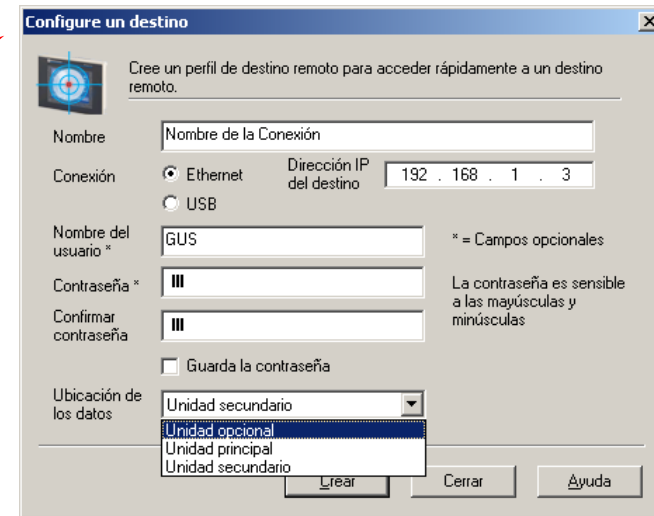 Configure un destino
Cree un perfil de destino remoto para acceder rápidamente a un destino
remoto.
Nombre
Nombre de la Conexión
Conexión
Ethernet
Dirección IP
del destino
192 . 168 . 1 . 3
USB
Nombre del
usuario *
GUS
* = Campos opcionales
Contraseña *
La contraseña es sensible
a las mayúsculas y
minúsculas
Confirmar
contraseña
Guarda la contraseña
Ubicación de
los datos
Unidad secundario
Unidad opcional
Unidad principal
Unidad secundario
Crear
Cerrar
Ayuda